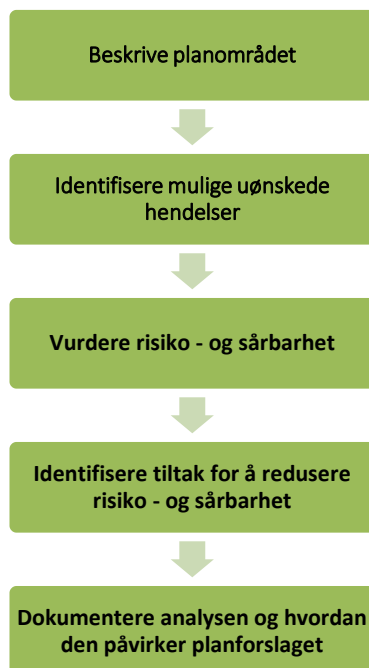 Beskrive planområdet
Identifisere mulige uønskede
hendelser
Vurdere risiko - og sårbarhet
Identifisere tiltak for å redusere
risiko - og sårbarhet
Dokumentere analysen og hvordan
den påvirker planforslaget